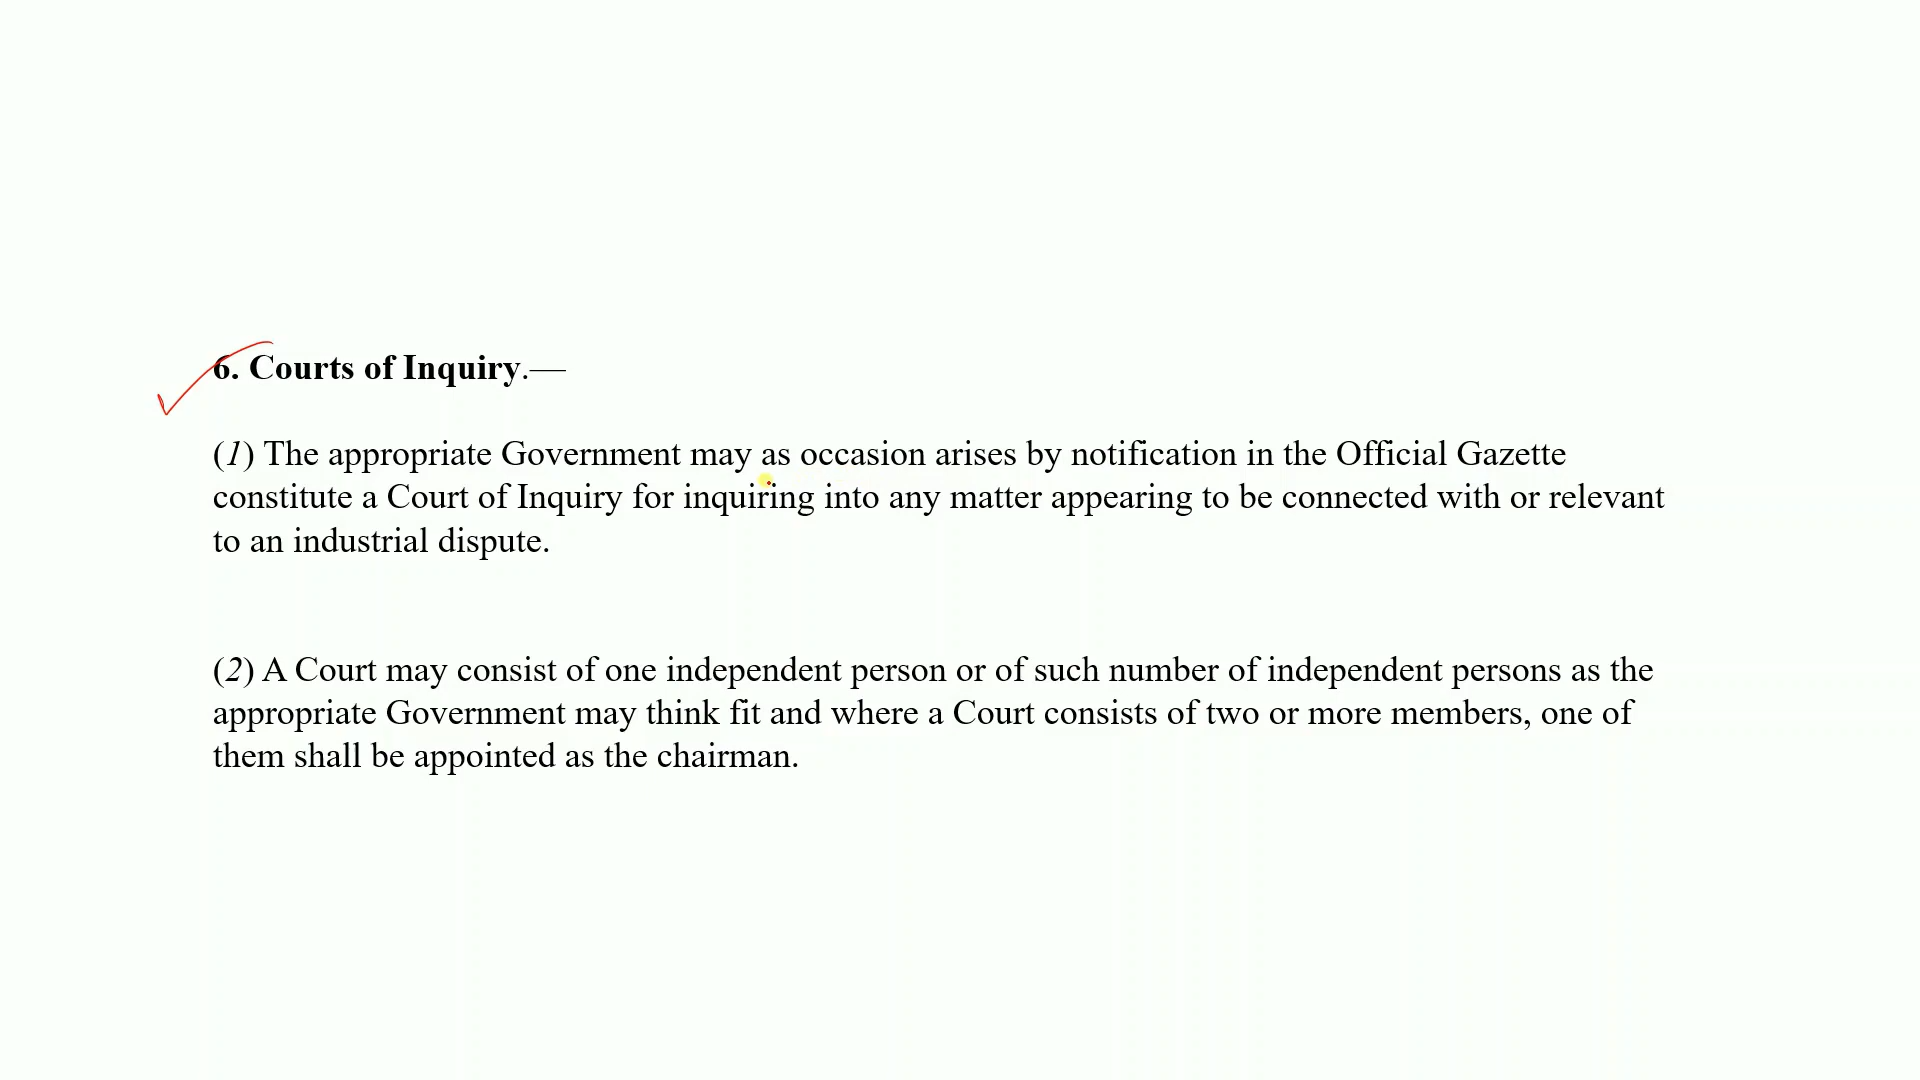 6. Courts of Inquiry.—
(1) The appropriate Government may as occasion arises by notification in the Official Gazette
constitute a Court of Inquiry for inquiring into any matter appearing to be connected with or relevant
to an industrial dispute.
(2) A Court may consist of one independent person or of such number of independent persons as the
appropriate Government may think fit and where a Court consists of two or more members, one of
them shall be appointed as the chairman.